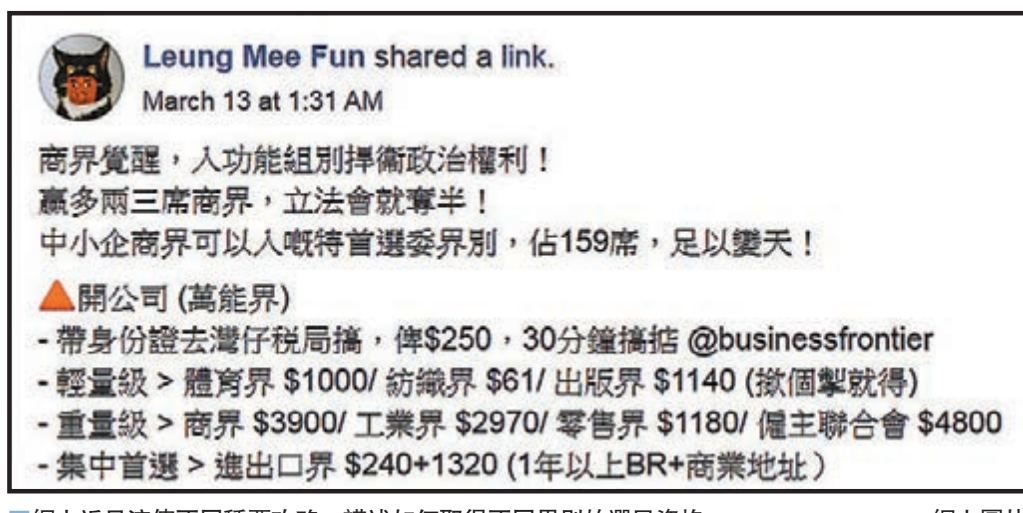 Leung Mee Fun shared a link.
March 13 at 1:31 AM
商界覺醒，入功能組別捍衛政治權利！
贏多兩三席商界，立法會就奪半！
中小企商界可以入嘅特首選委界別，佔159席，足以變天！
開公司 (萬能界)
- 帶身份證去灣仔税局搞，俾$250，30分鐘搞掂 @businessfrontier
- 輕量級 > 體育界 $1000/ 紡織界 $61/ 出版界 $1140 (撳個掣就得)
- 重量級 > 商界 $3900/ 工業界 $2970/ 零售界 $1180/ 僱主聯合會 $4800
- 集中首選 > 進出口界 $240+1320 (1年以上BR+商業地址）